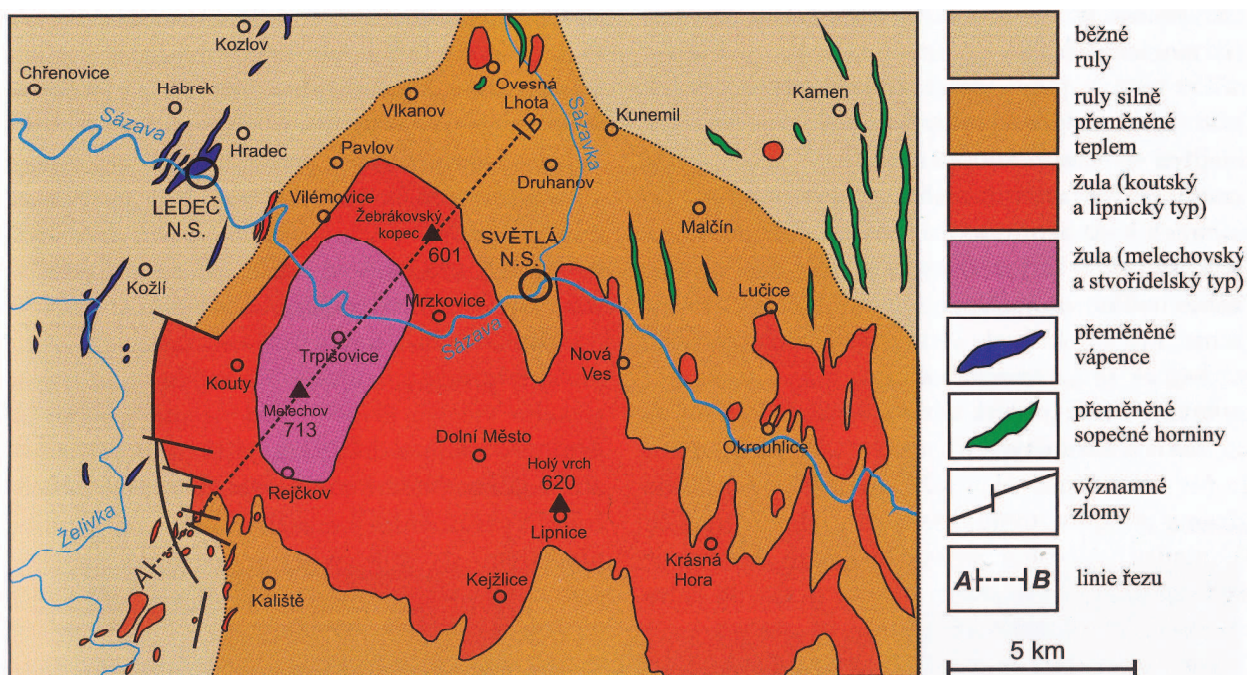 Kozlov
Chřenovice
Habrek
Sázava
Hradec
LEDEČ
N.S.
Kožlí
Vlkanov
Pavlov
Vilémovice
Ovesná
Lhota
B
Sázavka
Kunemil
Kamen
Druhanov
Malčín
Žebrákovský
kopec
601
SVĚTLÁ
N.S.
Mrzkovice
Sázava
Lučice
Trpišovice
Kouty
Melechov
713
Nová
Ves
Dolní Město
Okrouhlice
Rejčkov
Holý vrch
620
Lipnice
Želivka
A
Krásná
Hora
Kaliště
Kejžlice
běžné
ruly
ruly silně
přeměněné
teplem
žula (koutský
a lipnický typ)
žula (melechovský
a stvořidelský typ)
přeměněné
vápence
přeměněné
sopečné horniny
významné
zlomy
A B linie řezu
5 km